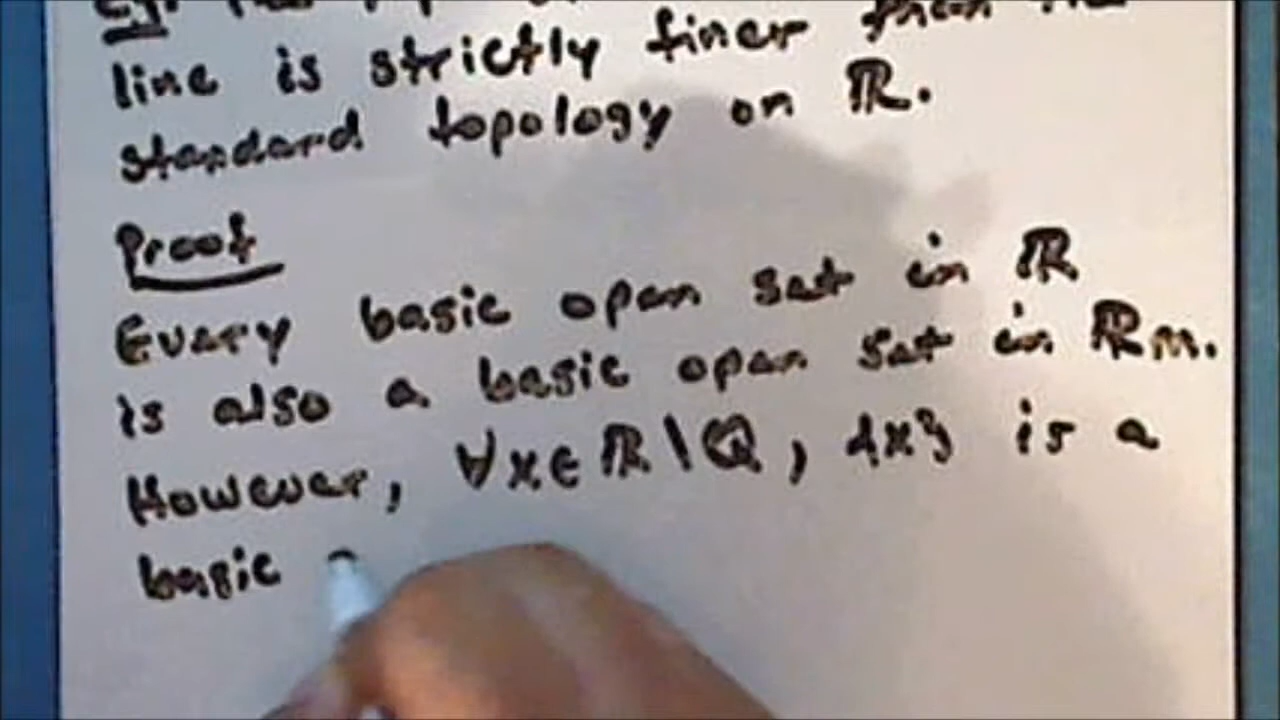 line is strictly finer than
standard topology on ℝ.
Proof
Every basic open set in ℝ
is also a basic open set in ℝm.
However, ∀x∈ℝ\ℚ, {x} is a
basic